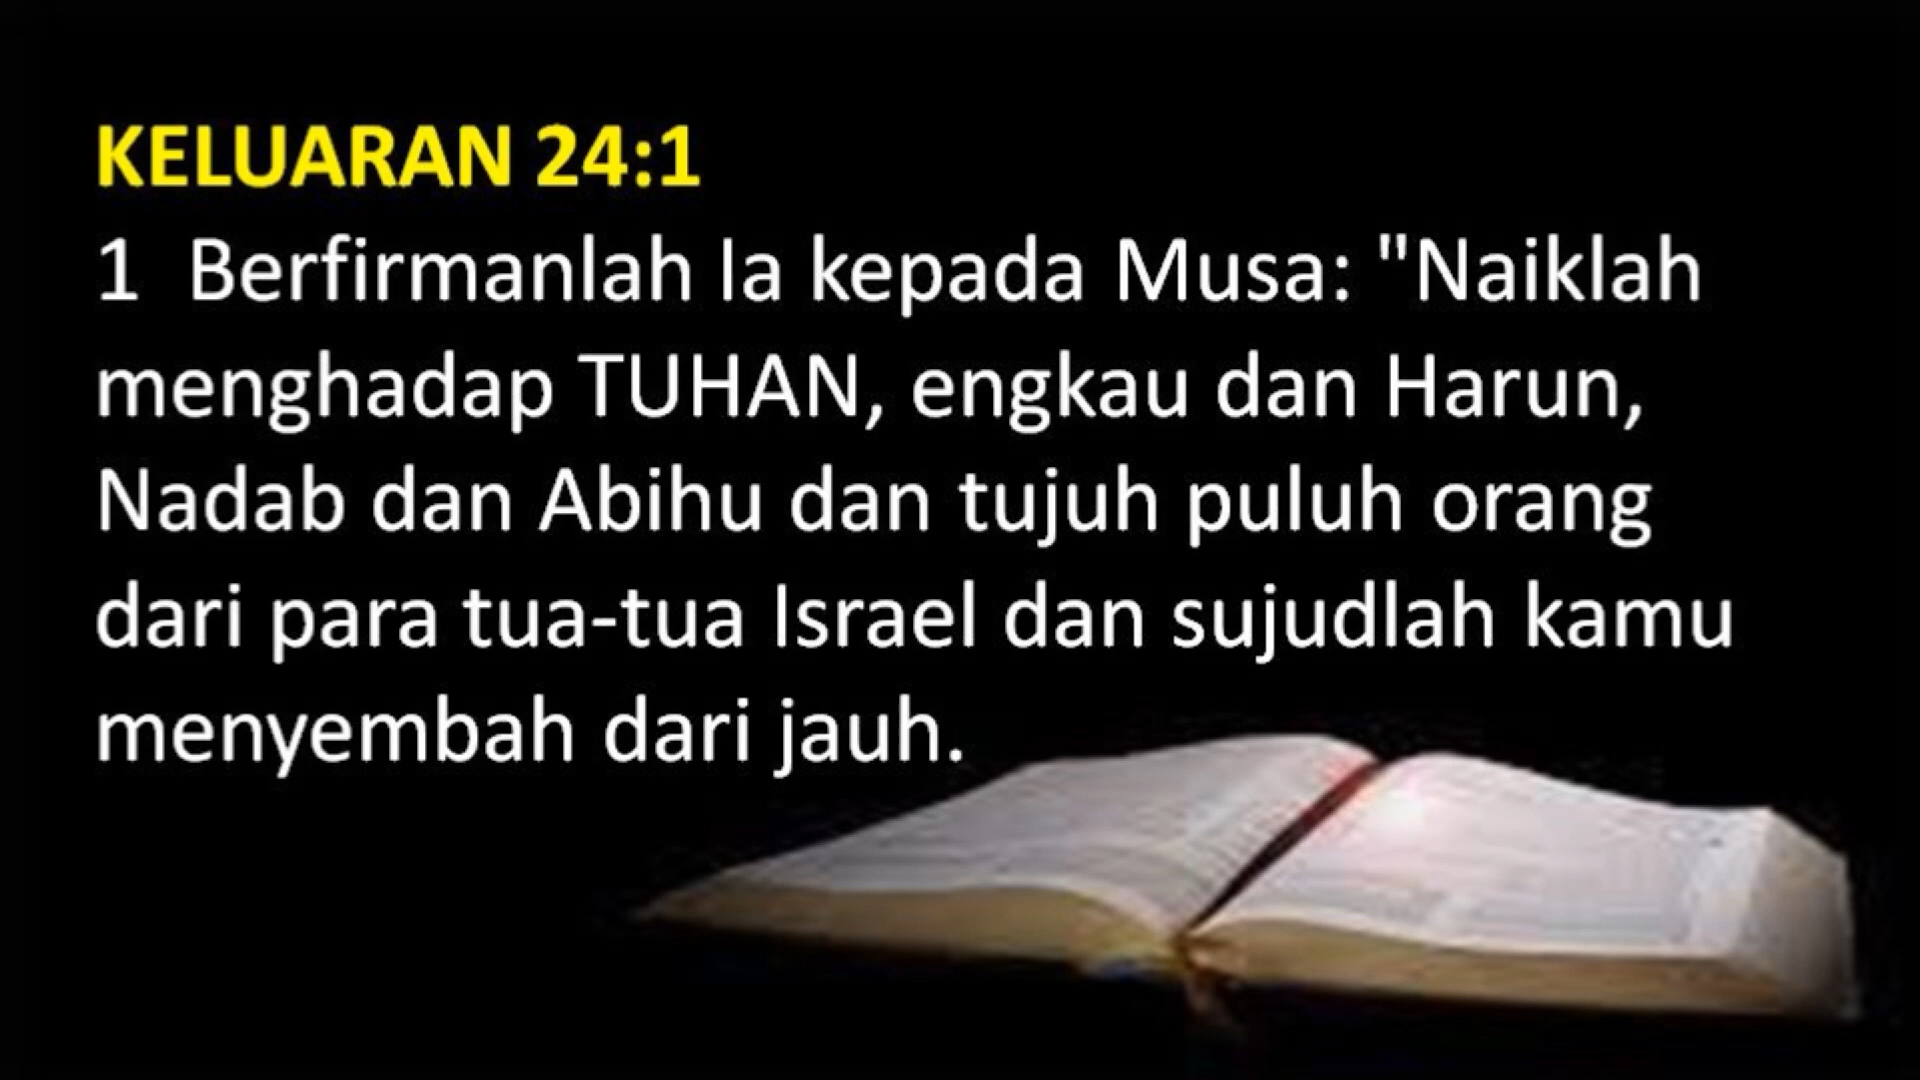 KELUARAN 24:1
1 Berfirmanlah Ia kepada Musa: "Naiklah
menghadap TUHAN, engkau dan Harun,
Nadab dan Abihu dan tujuh puluh orang
dari para tua-tua Israel dan sujudlah kamu
menyembah dari jauh.